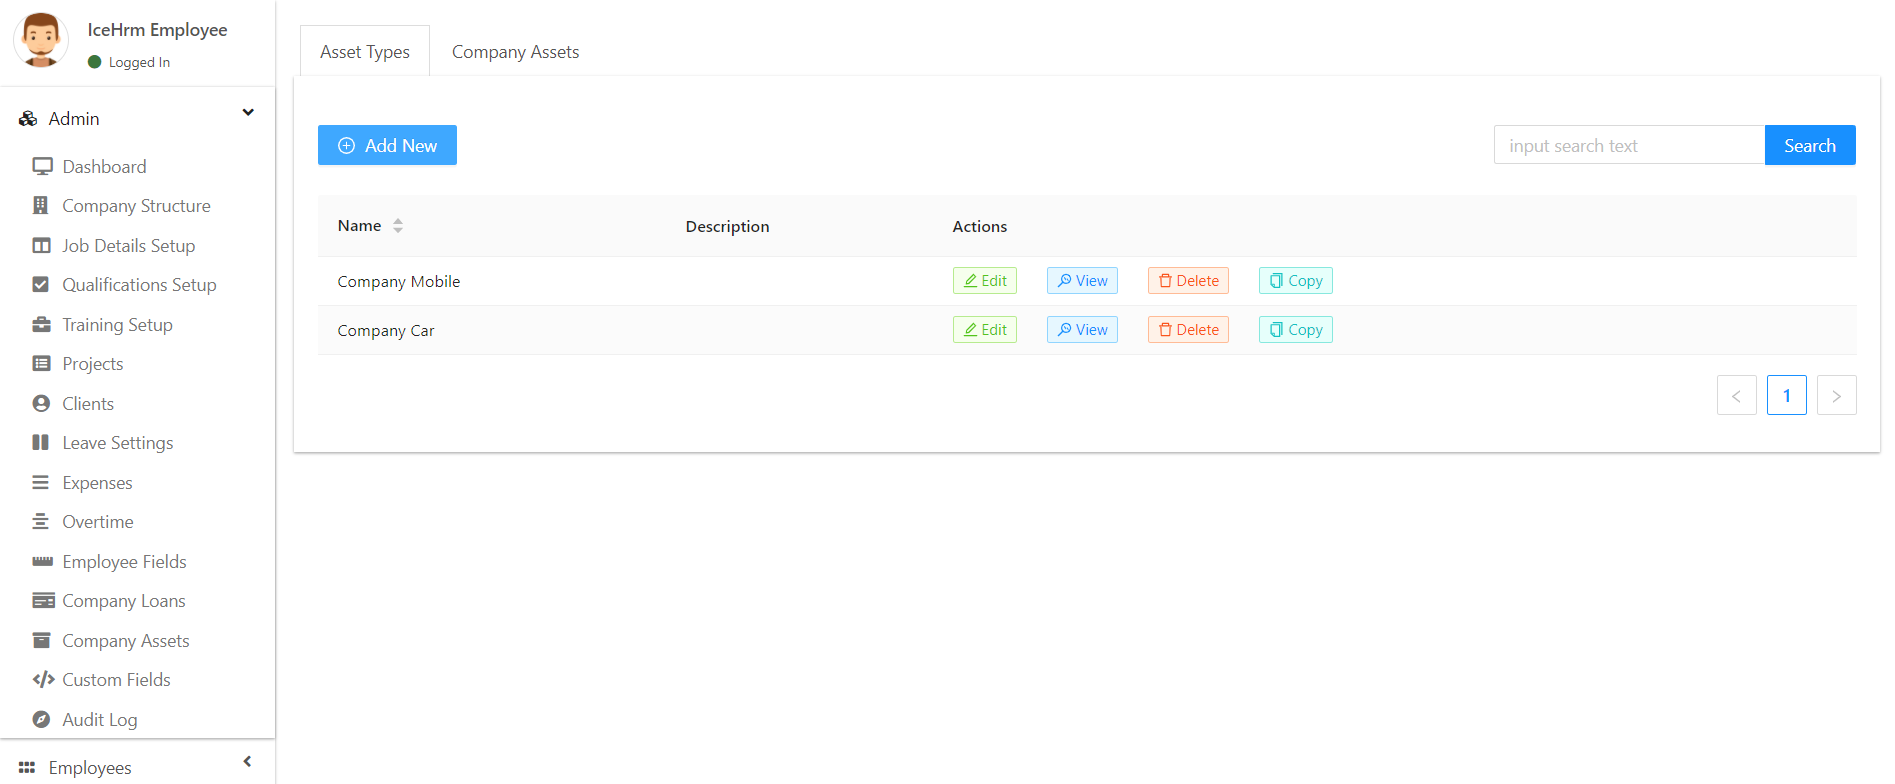 IceHrm Employee
Logged In
Admin
Dashboard
Company Structure
Job Details Setup
Qualifications Setup
Training Setup
Projects
Clients
Leave Settings
Expenses
Overtime
Employee Fields
Company Loans
Company Assets
Custom Fields
Audit Log
Employees
Asset Types Company Assets
Add New input search text Search
Name Description Actions
Company Mobile Edit View Delete Copy
Company Car Edit View Delete Copy
< 1 >